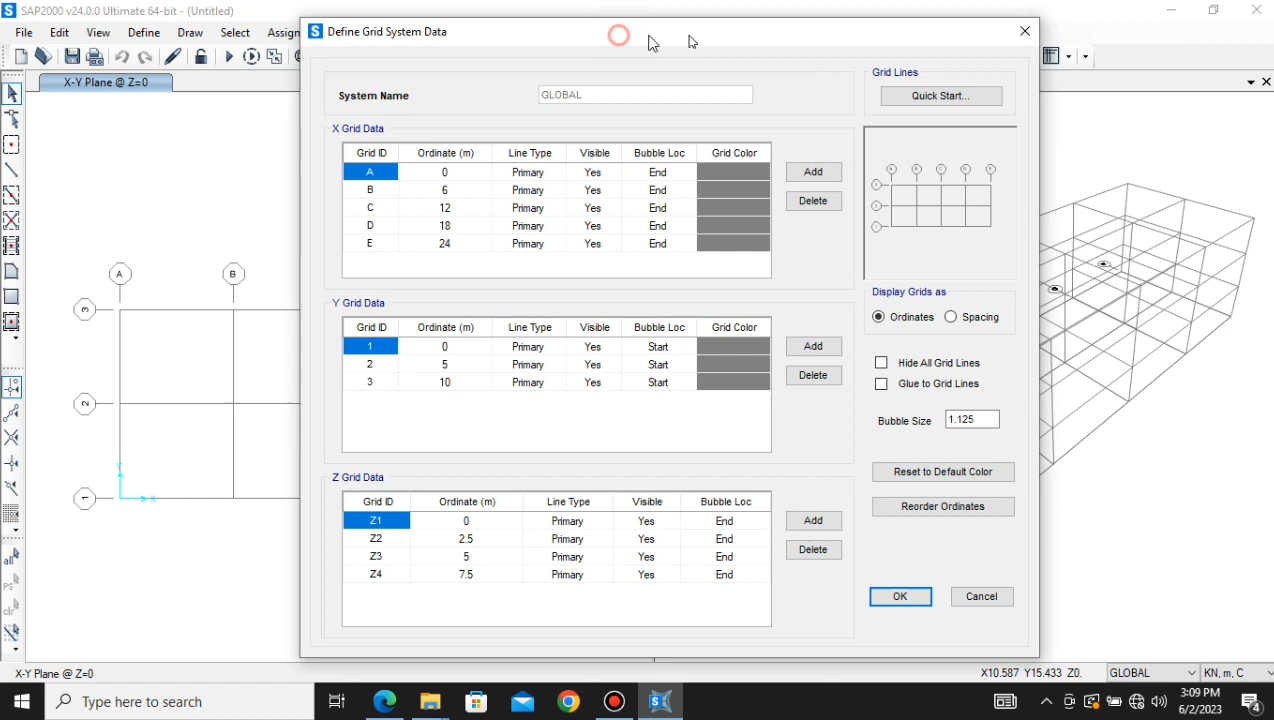 SAP2000 v24.0.0 Ultimate 64-bit - (Untitled)
File Edit View Define Draw Select Assign
X-Y Plane @ Z=0
Define Grid System Data
System Name GLOBAL
Grid Lines
Quick Start...
X Grid Data
Grid ID Ordinate (m) Line Type Visible Bubble Loc Grid Color
A 0 Primary Yes End
B 6 Primary Yes End
C 12 Primary Yes End
D 18 Primary Yes End
E 24 Primary Yes End
Add
Delete
Y Grid Data
Grid ID Ordinate (m) Line Type Visible Bubble Loc Grid Color
1 0 Primary Yes Start
2 5 Primary Yes Start
3 10 Primary Yes Start
Add
Delete
Z Grid Data
Grid ID Ordinate (m) Line Type Visible Bubble Loc
Z1 0 Primary Yes End
Z2 2.5 Primary Yes End
Z3 5 Primary Yes End
Z4 7.5 Primary Yes End
Add
Delete
Display Grids as
Ordinates Spacing
Hide All Grid Lines
Glue to Grid Lines
Bubble Size 1.125
Reset to Default Color
Reorder Ordinates
OK Cancel
A B
3
2
1
Y
X
all
PS
clr
X-Y Plane @ Z=0
X10.587 Y15.433 Z0.
GLOBAL
KN, m, C
Type here to search
3:09 PM
6/2/2023
4